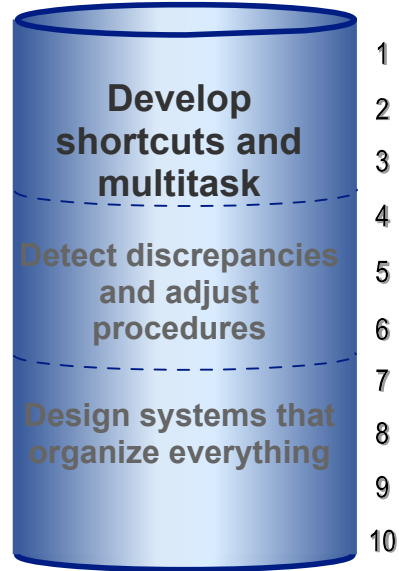 1
Develop
2
shortcuts and
3
multitask
4
Detect discrepancies
5
and adjust
procedures
6
7
Design systems that
8
organize everything
9
10